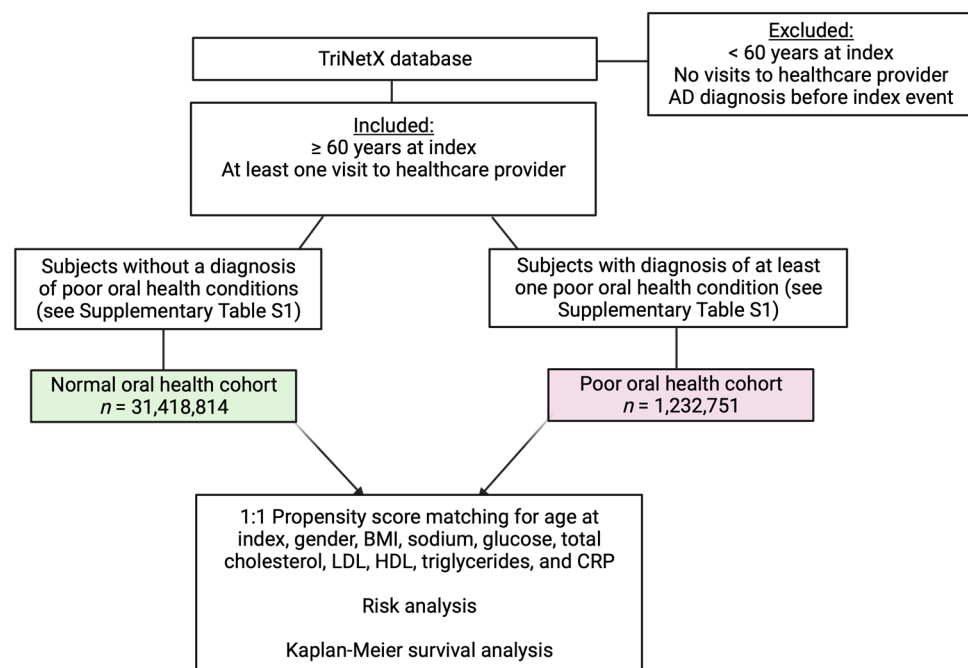 TriNetX database
Excluded:
< 60 years at index
No visits to healthcare provider
AD diagnosis before index event
Included:
≥ 60 years at index
At least one visit to healthcare provider
Subjects without a diagnosis
of poor oral health conditions
(see Supplementary Table S1)
Subjects with diagnosis of at least
one poor oral health condition (see
Supplementary Table S1)
Normal oral health cohort
n = 31,418,814
Poor oral health cohort
n = 1,232,751
1:1 Propensity score matching for age at
index, gender, BMI, sodium, glucose, total
cholesterol, LDL, HDL, triglycerides, and CRP
Risk analysis
Kaplan-Meier survival analysis